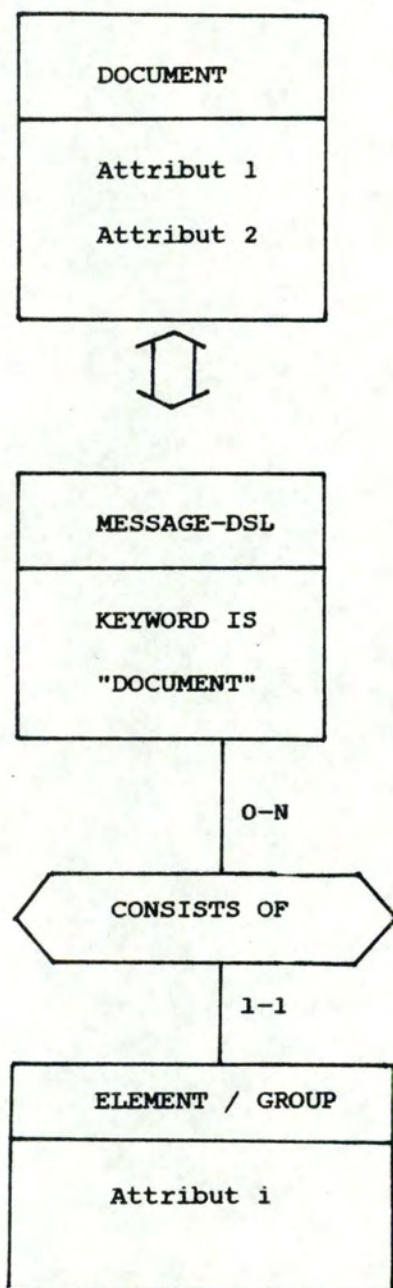 DOCUMENT
Attribut 1
Attribut 2
MESSAGE-DSL
KEYWORD IS
"DOCUMENT"
0-N
CONSISTS OF
1-1
ELEMENT / GROUP
Attribut i